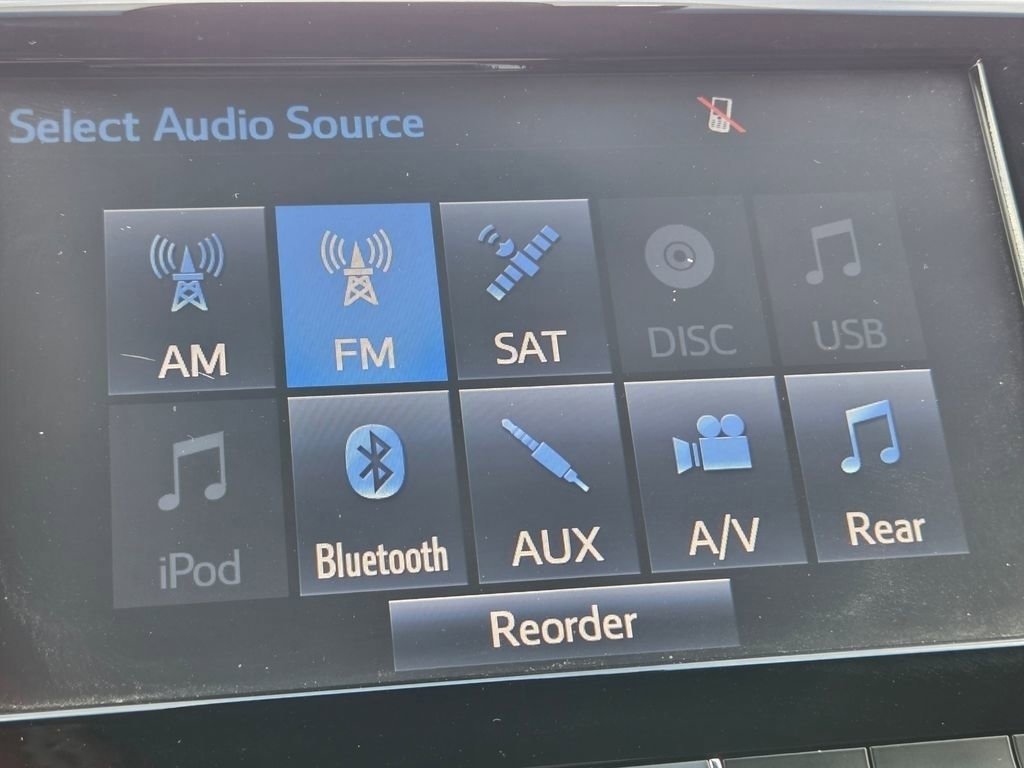 Select Audio Source
AM
FM
SAT
DISC
USB
iPod
Bluetooth
AUX
A/V
Rear
Reorder